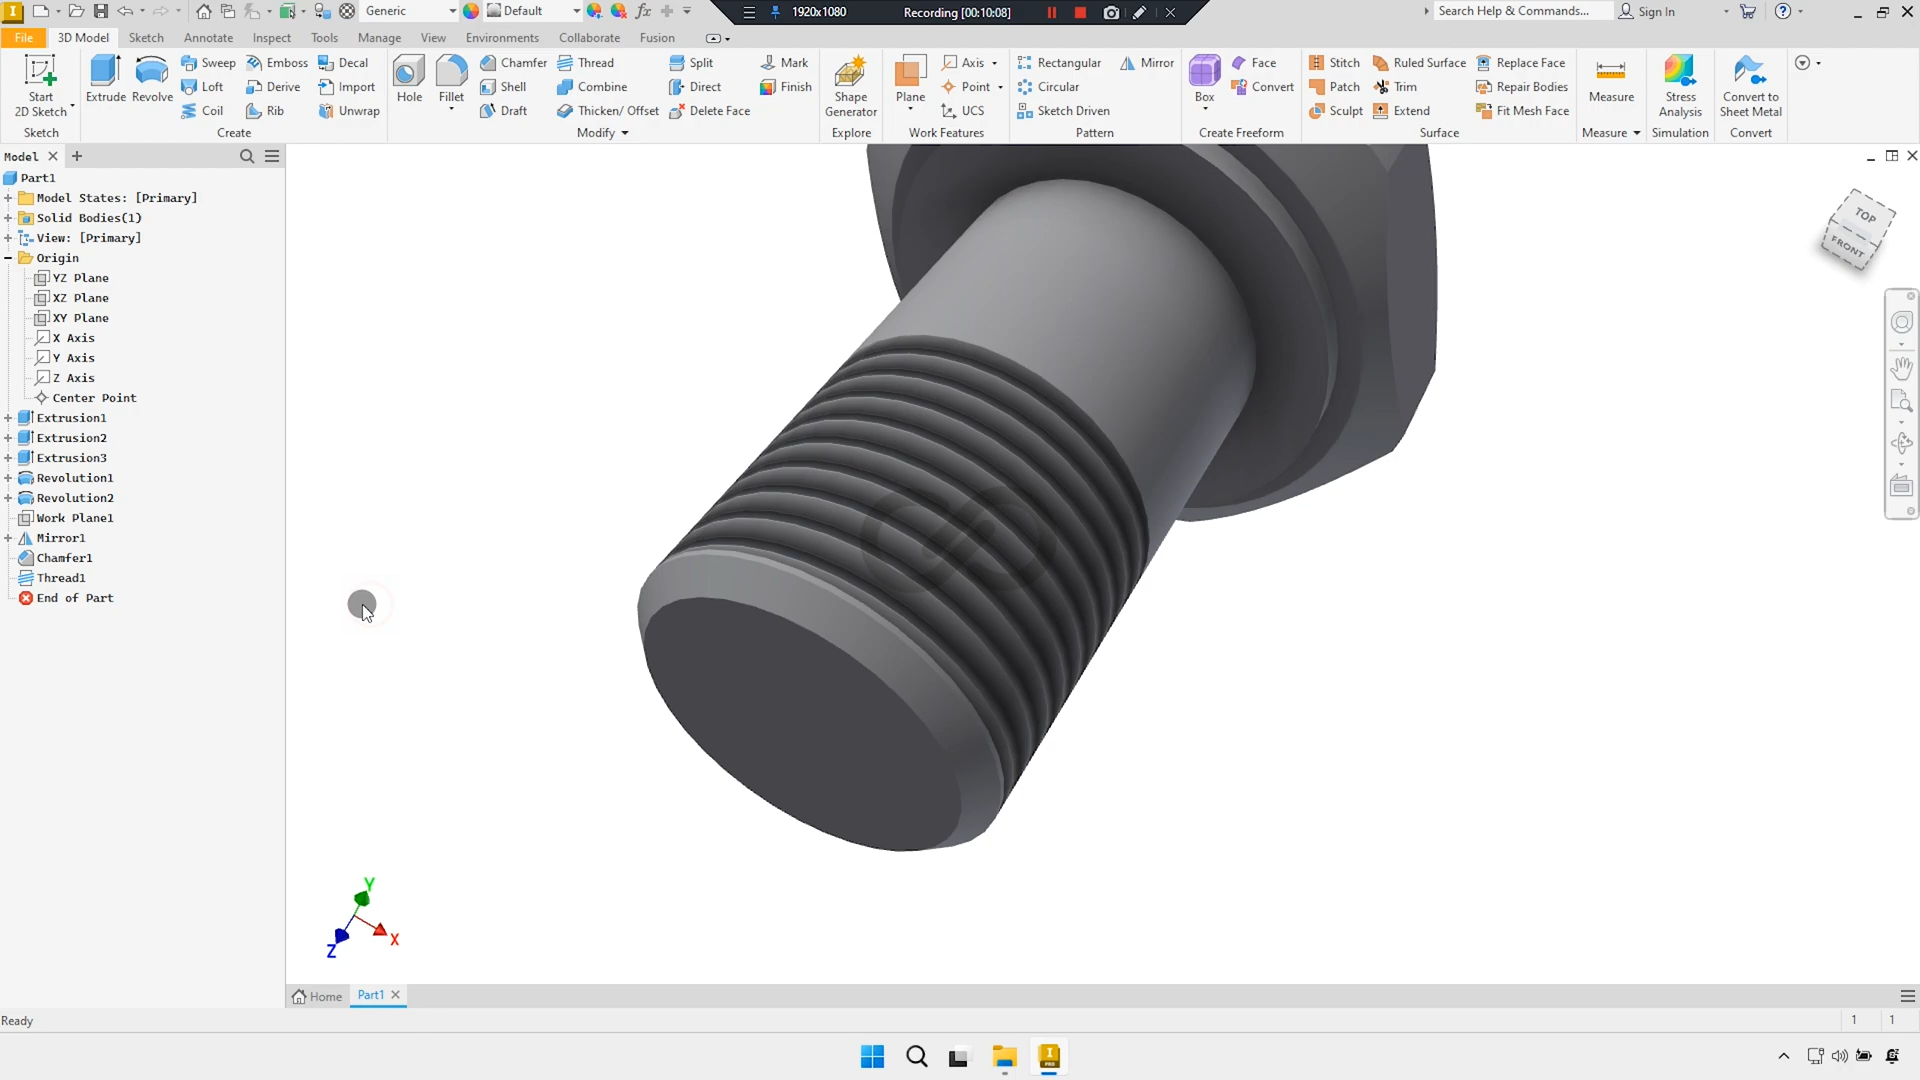 Generic Default fx 1920x1080 Recording [00:10:08] Search Help & Commands... Sign In
File 3D Model Sketch Annotate Inspect Tools Manage View Environments Collaborate Fusion
Start 2D Sketch Extrude Revolve Sweep Emboss Decal Hole Fillet Chamfer Thread Split Mark Shape Generator Plane Axis Rectangular Mirror Box Face Stitch Ruled Surface Replace Face Measure Stress Analysis Convert to Sheet Metal
Loft Derive Import Shell Combine Direct Finish Point Circular Convert Patch Trim Repair Bodies
Coil Rib Unwrap Draft Thicken/ Offset Delete Face UCS Sketch Driven Sculpt Extend Fit Mesh Face
Sketch Create Modify Explore Work Features Pattern Create Freeform Surface Measure Simulation Convert
Model
Part1
Model States: [Primary]
Solid Bodies(1)
View: [Primary]
Origin
YZ Plane
XZ Plane
XY Plane
X Axis
Y Axis
Z Axis
Center Point
Extrusion1
Extrusion2
Extrusion3
Revolution1
Revolution2
Work Plane1
Mirror1
Chamfer1
Thread1
End of Part
TOP
FRONT
Y
X
Z
Home Part1
Ready 1 1